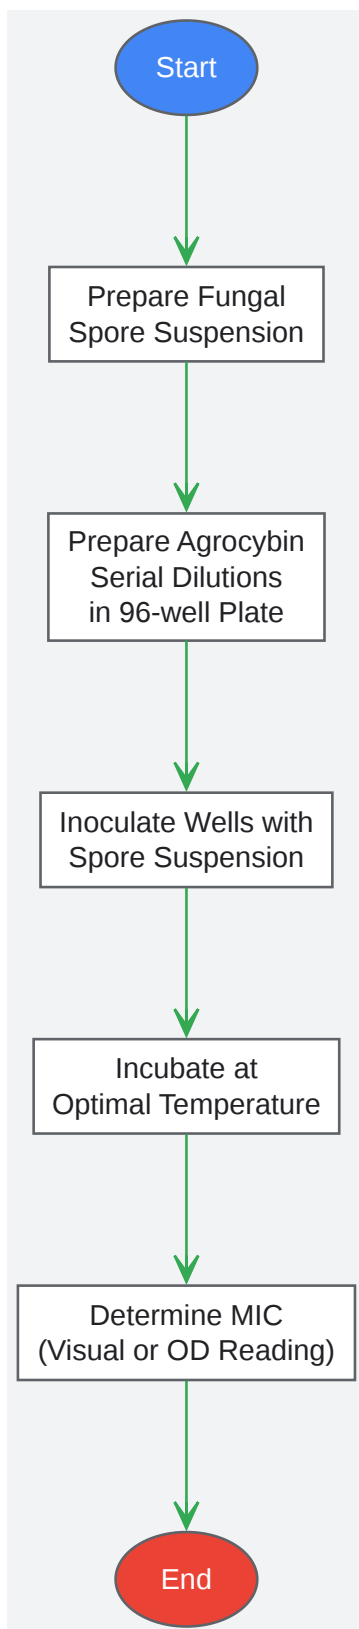 Start
Prepare Fungal
Spore Suspension
Prepare Agrocybin
Serial Dilutions
in 96-well Plate
Inoculate Wells with
Spore Suspension
Incubate at
Optimal Temperature
Determine MIC
(Visual or OD Reading)
End